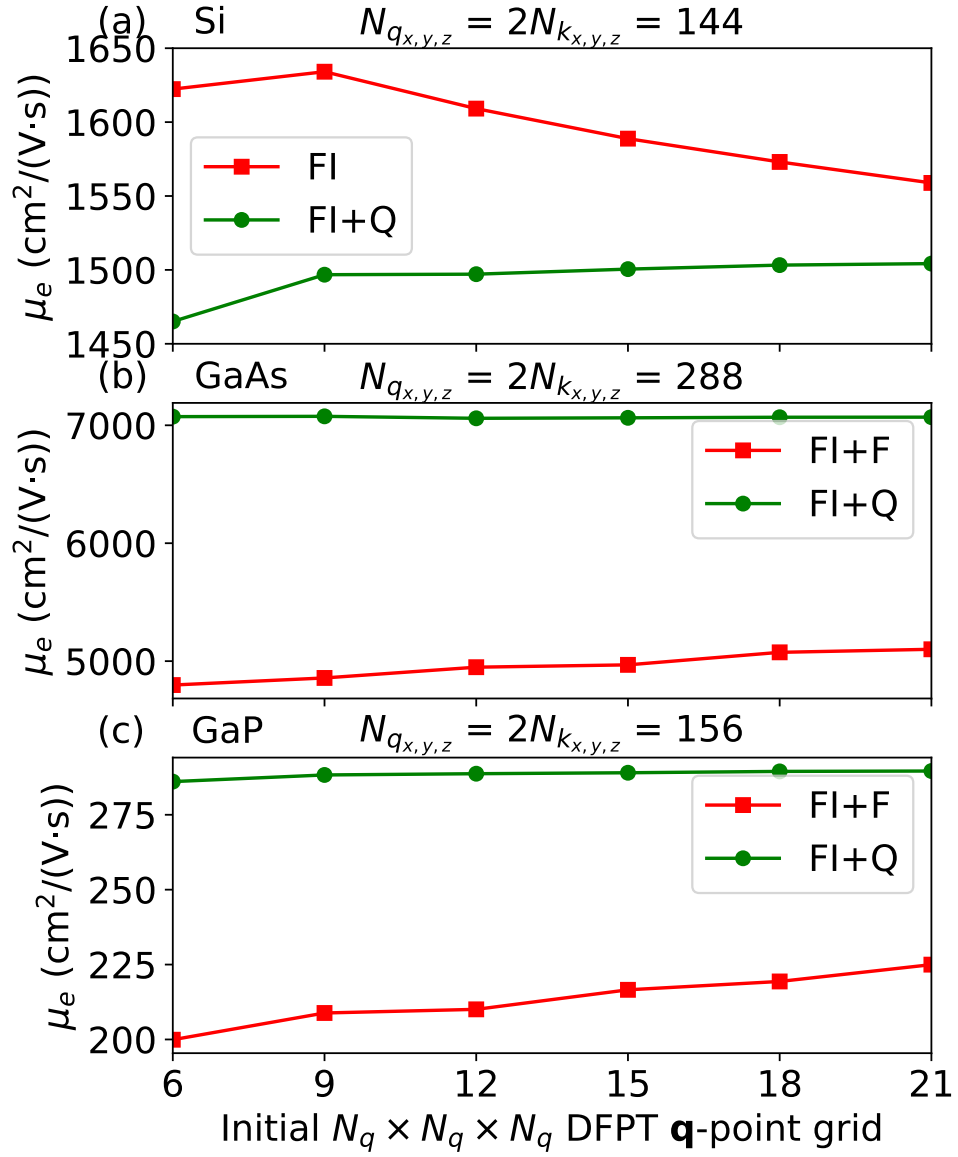 (a) Si N_{q_{x,y,z}} = 2N_{k_{x,y,z}} = 144
1650
1600
1550
1500
1450
μ_e (cm²/(V·s))
FI
FI+Q
(b) GaAs N_{q_{x,y,z}} = 2N_{k_{x,y,z}} = 288
7000
6000
5000
μ_e (cm²/(V·s))
FI+F
FI+Q
(c) GaP N_{q_{x,y,z}} = 2N_{k_{x,y,z}} = 156
275
250
225
200
μ_e (cm²/(V·s))
FI+F
FI+Q
6 9 12 15 18 21
Initial N_q × N_q × N_q DFPT q-point grid